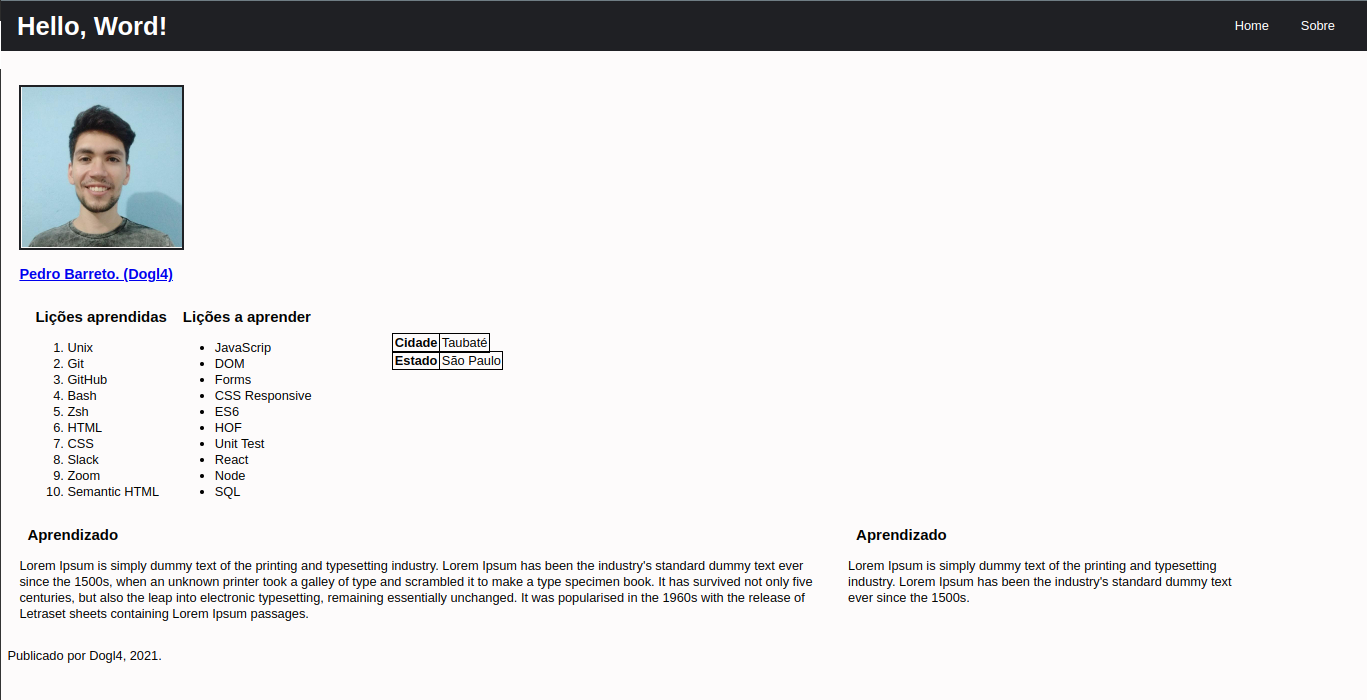 Hello, Word!
Home
Sobre
Pedro Barreto. (Dogl4)
Lições aprendidas
1. Unix
2. Git
3. GitHub
4. Bash
5. Zsh
6. HTML
7. CSS
8. Slack
9. Zoom
10. Semantic HTML
Lições a aprender
• JavaScrip
• DOM
• Forms
• CSS Responsive
• ES6
• HOF
• Unit Test
• React
• Node
• SQL
Cidade Taubaté
Estado São Paulo
Aprendizado
Lorem Ipsum is simply dummy text of the printing and typesetting industry. Lorem Ipsum has been the industry's standard dummy text ever
since the 1500s, when an unknown printer took a galley of type and scrambled it to make a type specimen book. It has survived not only five
centuries, but also the leap into electronic typesetting, remaining essentially unchanged. It was popularised in the 1960s with the release of
Letraset sheets containing Lorem Ipsum passages.
Aprendizado
Lorem Ipsum is simply dummy text of the printing and typesetting
industry. Lorem Ipsum has been the industry's standard dummy text
ever since the 1500s.
Publicado por Dogl4, 2021.